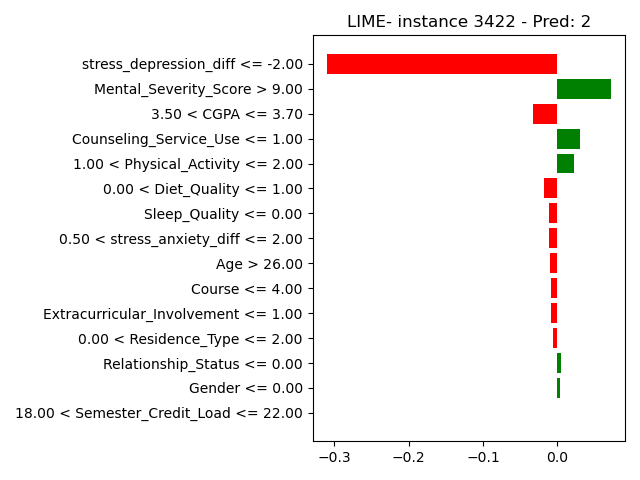 LIME- instance 3422 - Pred: 2
stress_depression_diff <= -2.00
Mental_Severity_Score > 9.00
3.50 < CGPA <= 3.70
Counseling_Service_Use <= 1.00
1.00 < Physical_Activity <= 2.00
0.00 < Diet_Quality <= 1.00
Sleep_Quality <= 0.00
0.50 < stress_anxiety_diff <= 2.00
Age > 26.00
Course <= 4.00
Extracurricular_Involvement <= 1.00
0.00 < Residence_Type <= 2.00
Relationship_Status <= 0.00
Gender <= 0.00
18.00 < Semester_Credit_Load <= 22.00
−0.3 −0.2 −0.1 0.0